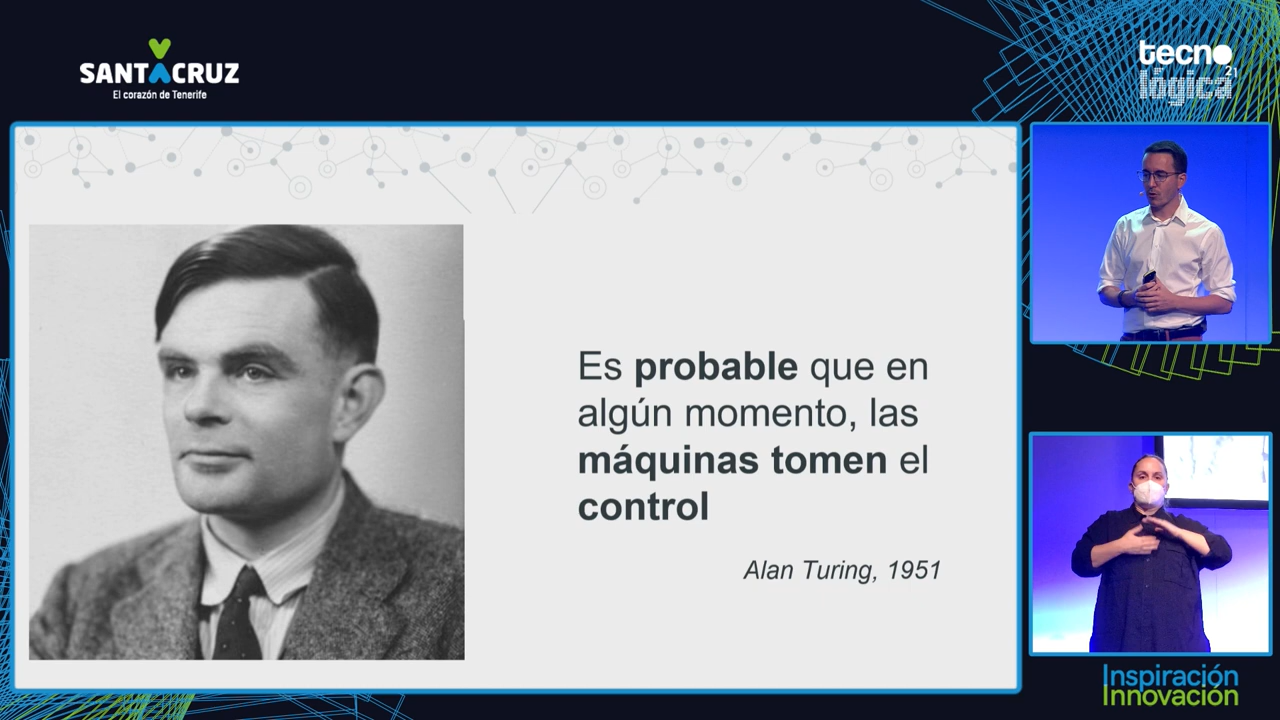 SANTACRUZ
El corazón de Tenerife
tecno
lógica
21
Es probable que en
algún momento, las
máquinas tomen el
control
Alan Turing, 1951
Inspiración
Innovación